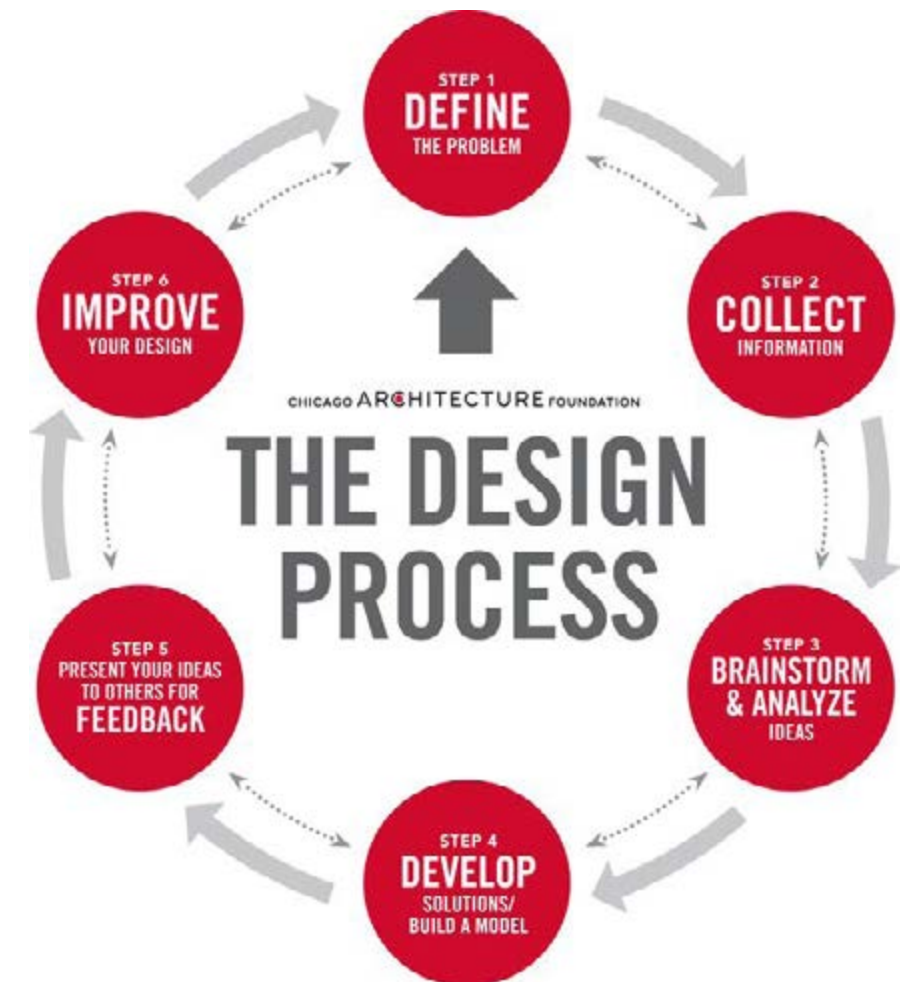 STEP 1
DEFINE
THE PROBLEM
STEP 2
COLLECT
INFORMATION
STEP 3
BRAINSTORM
& ANALYZE
IDEAS
STEP 4
DEVELOP
SOLUTIONS/
BUILD A MODEL
STEP 5
PRESENT YOUR IDEAS
TO OTHERS FOR
FEEDBACK
STEP 6
IMPROVE
YOUR DESIGN
CHICAGO ARCHITECTURE FOUNDATION
THE DESIGN
PROCESS